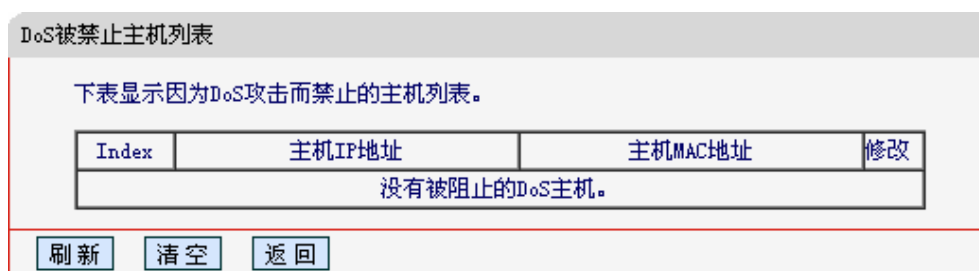 DoS被禁止主机列表
下表显示因为DoS攻击而禁止的主机列表。
Index 主机IP地址 主机MAC地址 修改
没有被阻止的DoS主机。
刷新 清空 返回